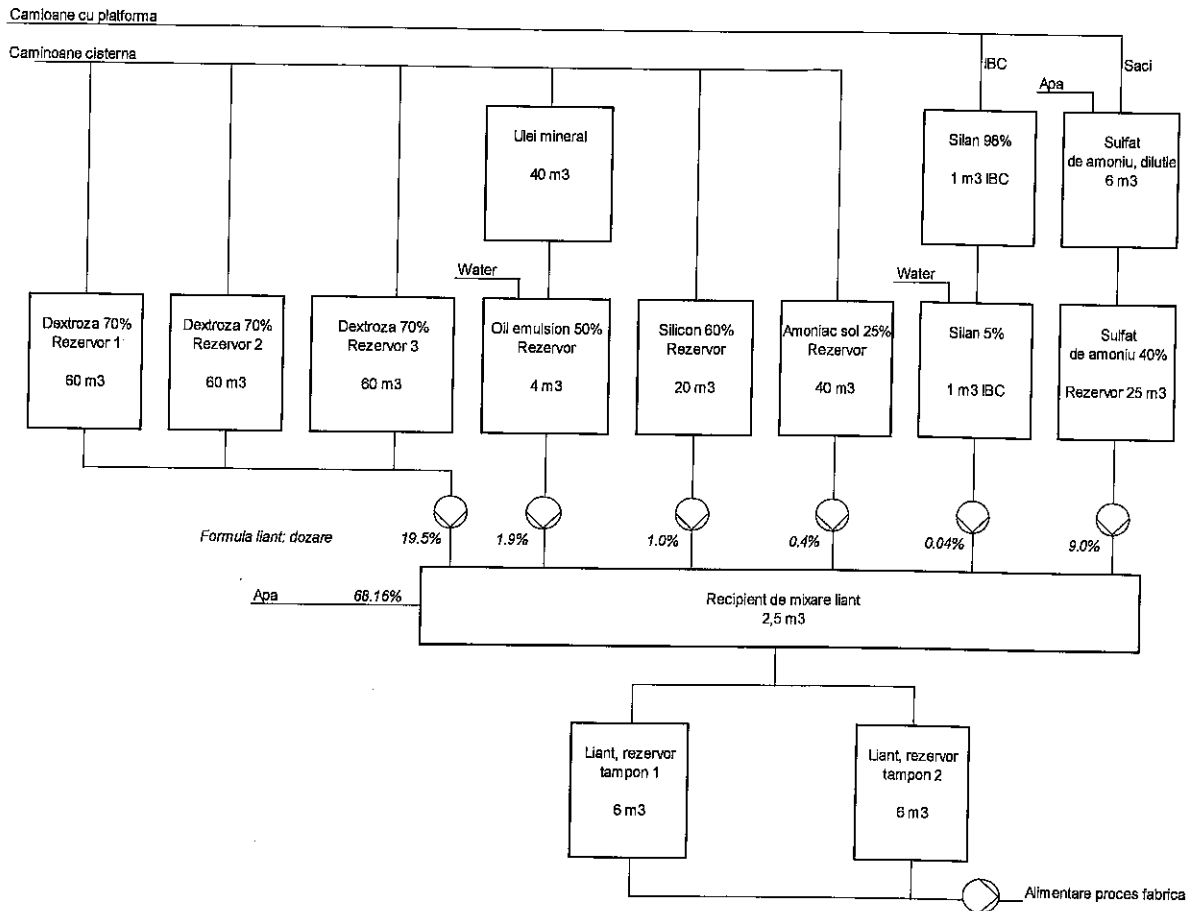 Camioane cu platforma
Caminoane cisterna
IBC
Saci
Apa
Ulei mineral
40 m3
Silan 98%
1 m3 IBC
Sulfat
de amoniu, dilutie
6 m3
Water
Water
Dextroza 70%
Rezervor 1
60 m3
Dextroza 70%
Rezervor 2
60 m3
Dextroza 70%
Rezervor 3
60 m3
Oil emulsion 50%
Rezervor
4 m3
Silicon 60%
Rezervor
20 m3
Amoniac sol 25%
Rezervor
40 m3
Silan 5%
1 m3 IBC
Sulfat
de amoniu 40%
Rezervor 25 m3
Formula liant: dozare
19.5%
1.9%
1.0%
0.4%
0.04%
9.0%
Apa
68.16%
Recipient de mixare liant
2,5 m3
Liant, rezervor
tampon 1
6 m3
Liant, rezervor
tampon 2
6 m3
Alimentare proces fabrica